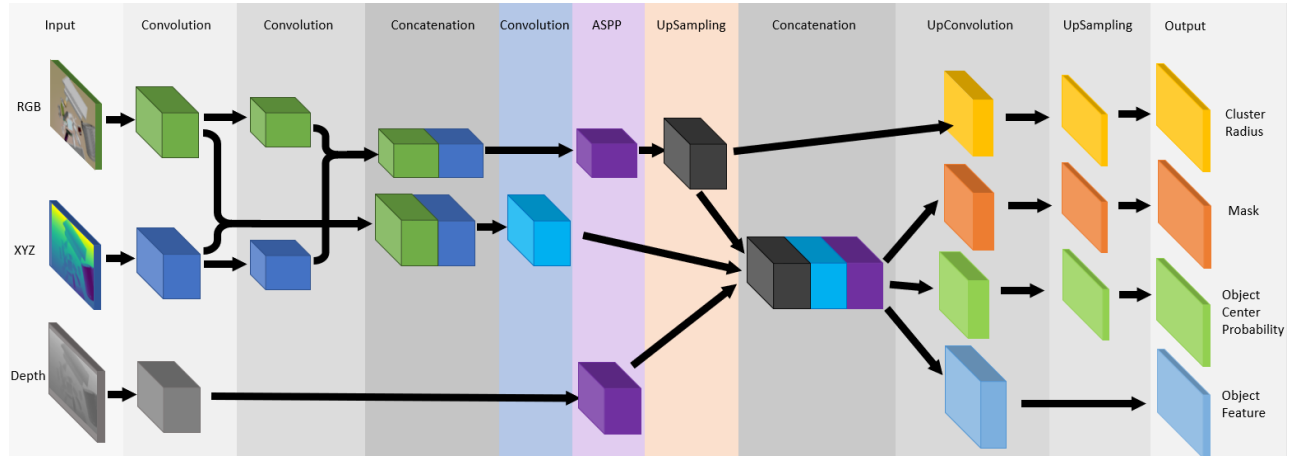 Input
Convolution
Convolution
Concatenation
Convolution
ASPP
UpSampling
Concatenation
UpConvolution
UpSampling
Output
RGB
XYZ
Depth
Cluster
Radius
Mask
Object
Center
Probability
Object
Feature